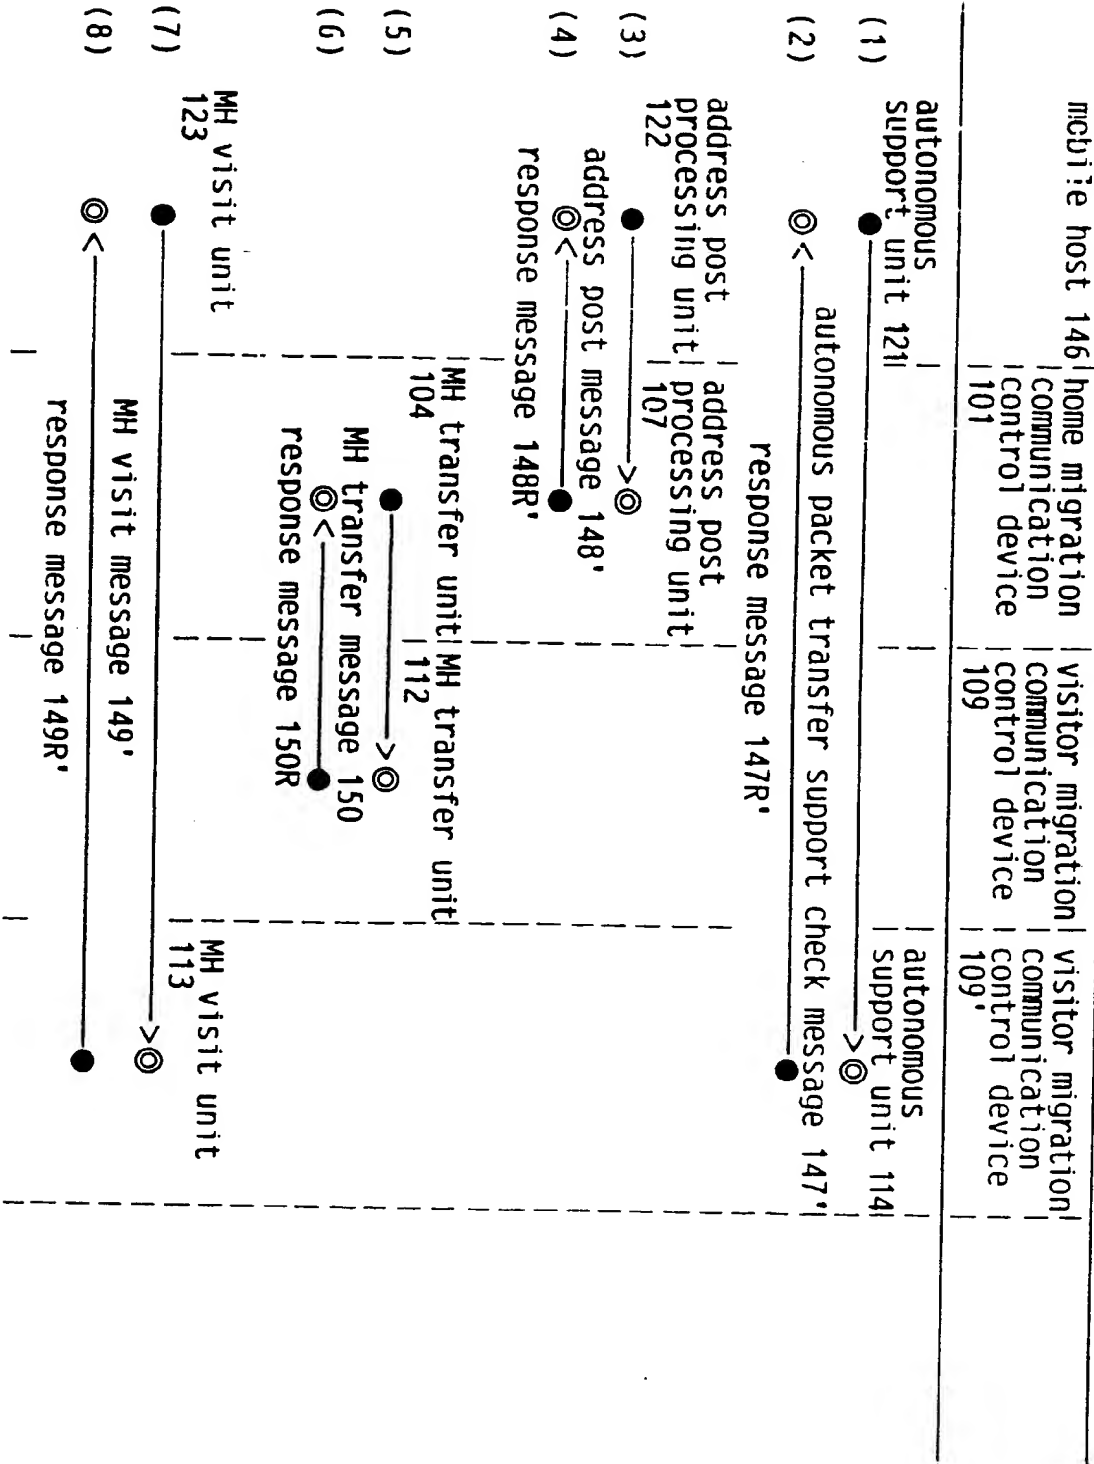 mobile host 146
home migration
communication
control device
101
visitor migration
communication
control device
109
visitor migration
communication
control device
109'
autonomous
support unit 121
autonomous
support unit 114
(1)
autonomous packet transfer support check message 147'
(2)
response message 147R'
address post
processing unit
122
address post
processing unit
107
(3)
address post message 148'
(4)
response message 148R'
MH transfer unit
104
MH transfer unit
112
(5)
MH transfer message 150
(6)
response message 150R
MH visit unit
123
MH visit unit
113
(7)
MH visit message 149'
(8)
response message 149R'